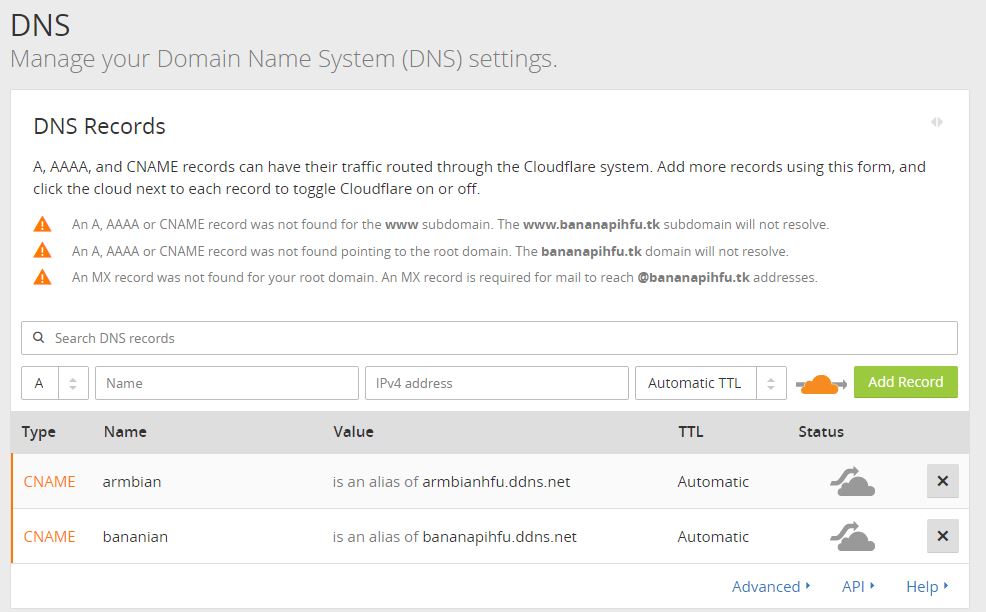 DNS
Manage your Domain Name System (DNS) settings.
DNS Records
A, AAAA, and CNAME records can have their traffic routed through the Cloudflare system. Add more records using this form, and
click the cloud next to each record to toggle Cloudflare on or off.
An A, AAAA or CNAME record was not found for the www subdomain. The www.bananapihfu.tk subdomain will not resolve.
An A, AAAA or CNAME record was not found pointing to the root domain. The bananapihfu.tk domain will not resolve.
An MX record was not found for your root domain. An MX record is required for mail to reach @bananapihfu.tk addresses.
Search DNS records
A Name IPv4 address Automatic TTL Add Record
Type Name Value TTL Status
CNAME armbian is an alias of armbianhfu.ddns.net Automatic
CNAME bananian is an alias of bananapihfu.ddns.net Automatic
Advanced API Help